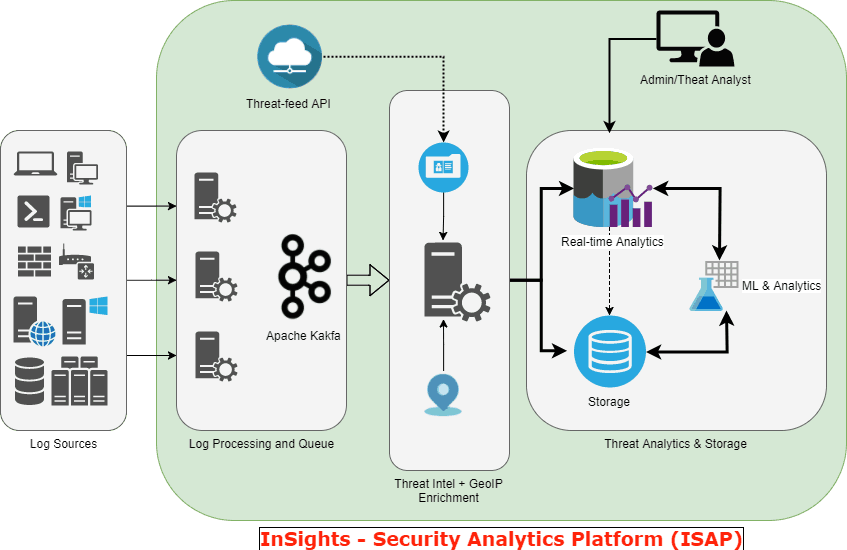 Threat-feed API
Admin/Theat Analyst
Real-time Analytics
ML & Analytics
Apache Kakfa
Storage
Log Sources
Log Processing and Queue
Threat Analytics & Storage
Threat Intel + GeoIP
Enrichment
InSights - Security Analytics Platform (ISAP)